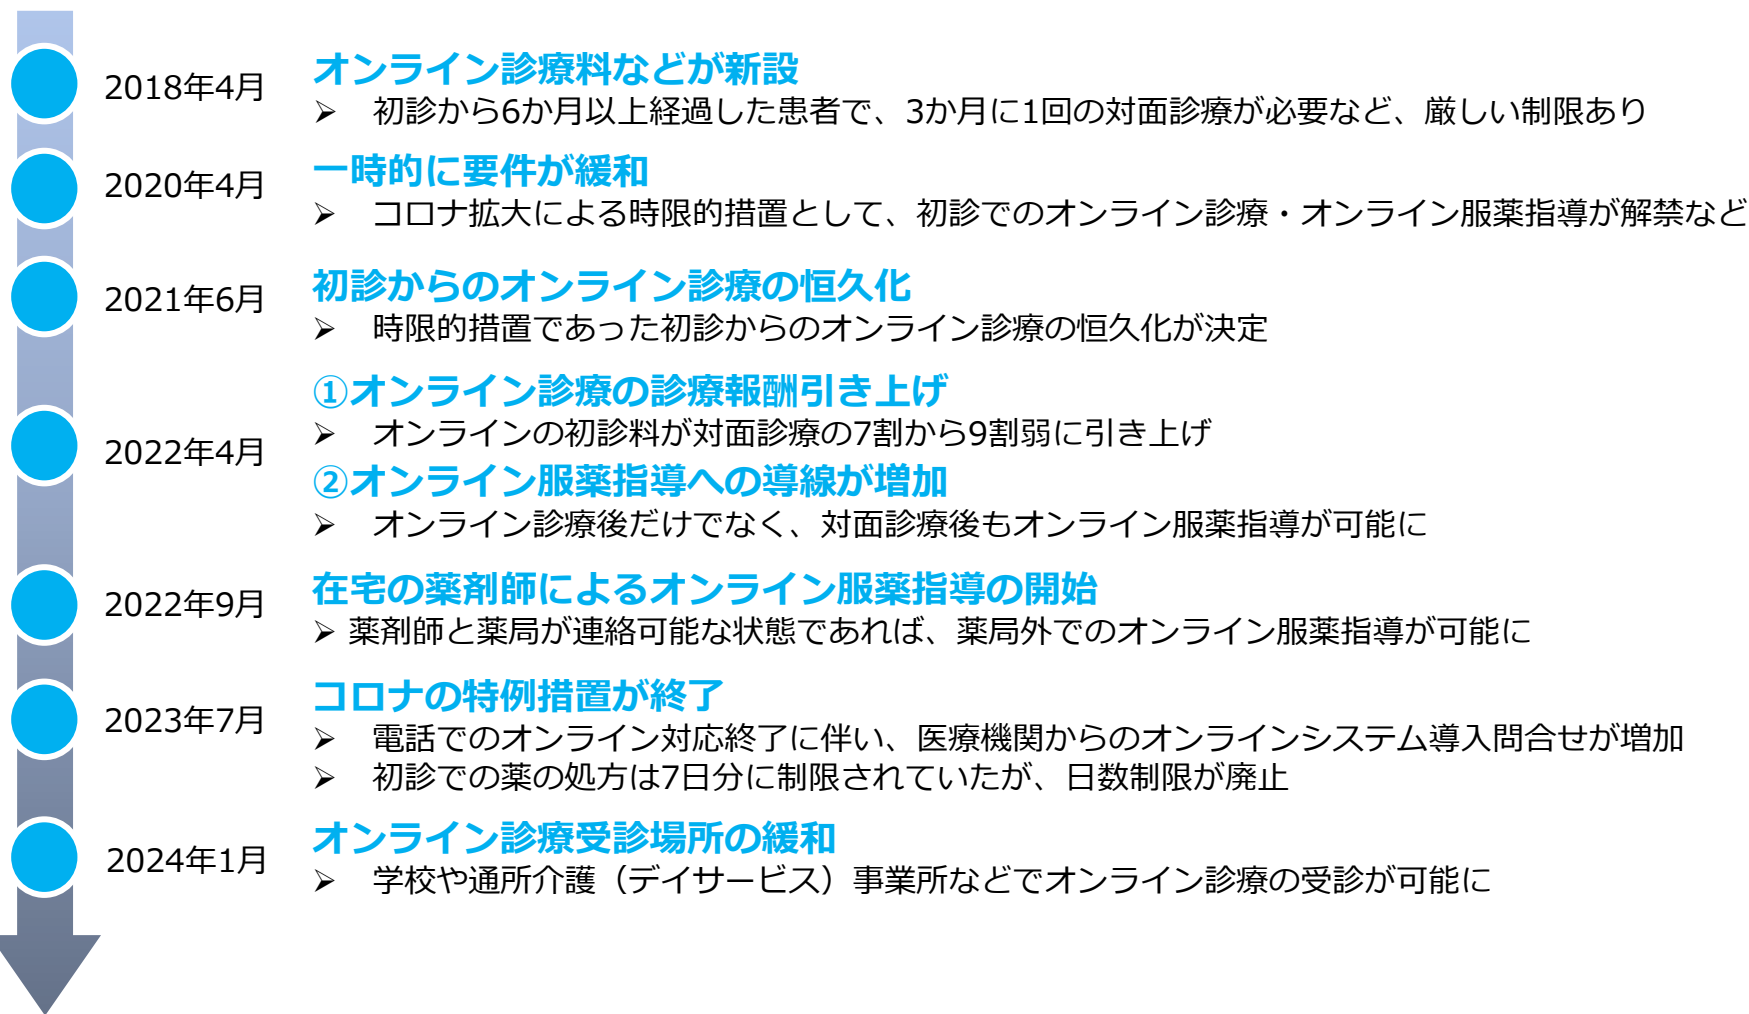 2018年4月
オンライン診療料などが新設
➢ 初診から6か月以上経過した患者で、3か月に1回の対面診療が必要など、厳しい制限あり
2020年4月
一時的に要件が緩和
➢ コロナ拡大による時限的措置として、初診でのオンライン診療・オンライン服薬指導が解禁など
2021年6月
初診からのオンライン診療の恒久化
➢ 時限的措置であった初診からのオンライン診療の恒久化が決定
2022年4月
①オンライン診療の診療報酬引き上げ
➢ オンラインの初診料が対面診療の7割から9割弱に引き上げ
②オンライン服薬指導への導線が増加
➢ オンライン診療後だけでなく、対面診療後もオンライン服薬指導が可能に
2022年9月
在宅の薬剤師によるオンライン服薬指導の開始
➢ 薬剤師と薬局が連絡可能な状態であれば、薬局外でのオンライン服薬指導が可能に
2023年7月
コロナの特例措置が終了
➢ 電話でのオンライン対応終了に伴い、医療機関からのオンラインシステム導入問合せが増加
➢ 初診での薬の処方は7日分に制限されていたが、日数制限が廃止
2024年1月
オンライン診療受診場所の緩和
➢ 学校や通所介護（デイサービス）事業所などでオンライン診療の受診が可能に